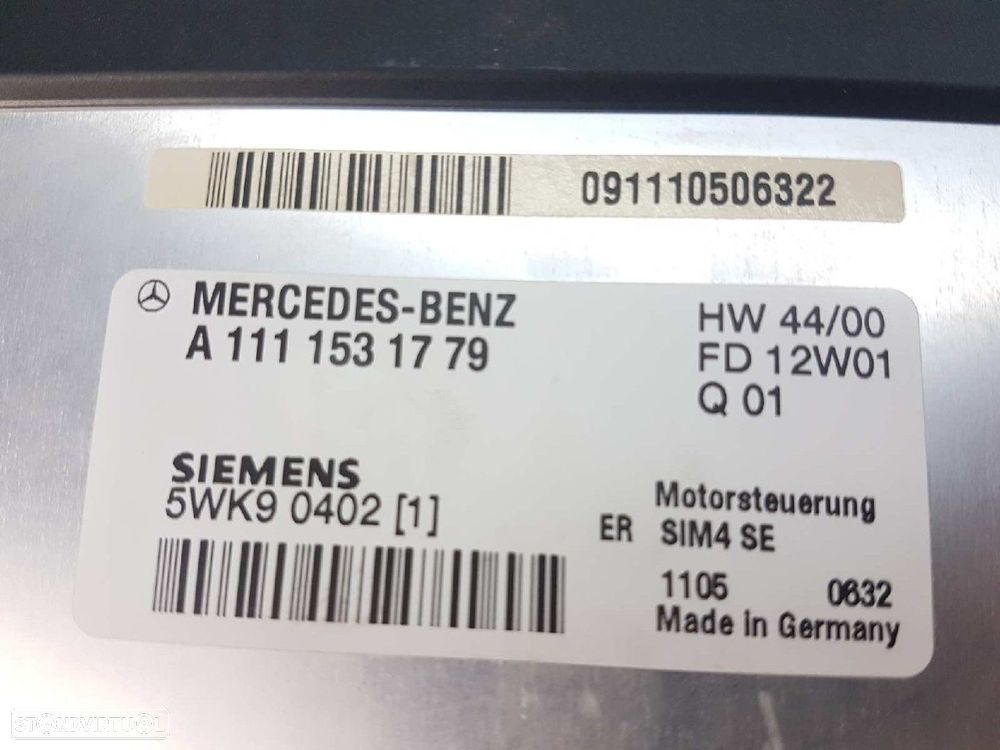 091110506322
MERCEDES-BENZ
A 111 153 17 79
HW 44/00
FD 12W01
Q 01
SIEMENS
5WK9 0402 [1]
Motorsteuerung
ER SIM4 SE
1105 0632
Made in Germany
STANDVIRTUAL